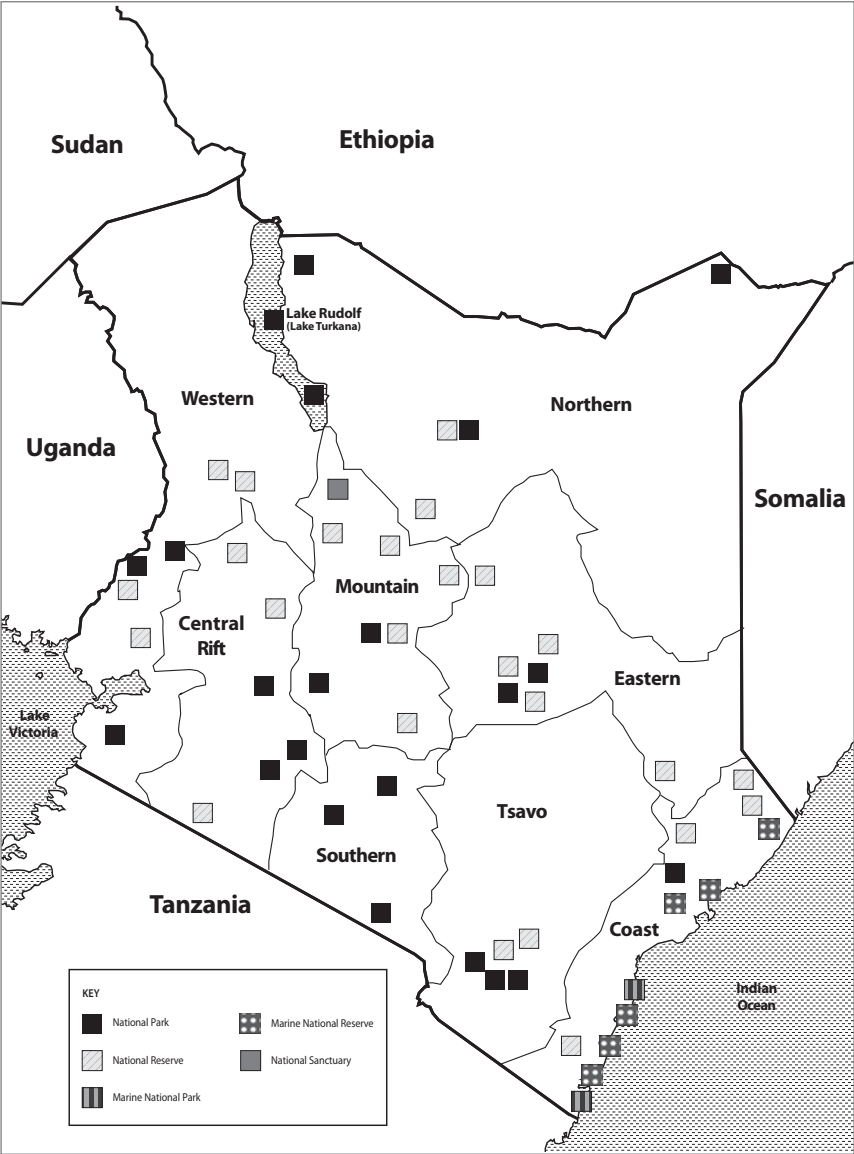 Sudan
Ethiopia
Lake Rudolf
(Lake Turkana)
Western
Northern
Uganda
Somalia
Mountain
Central
Rift
Eastern
Lake
Victoria
Tsavo
Southern
Tanzania
Coast
Indian
Ocean
KEY
National Park
Marine National Reserve
National Reserve
National Sanctuary
Marine National Park